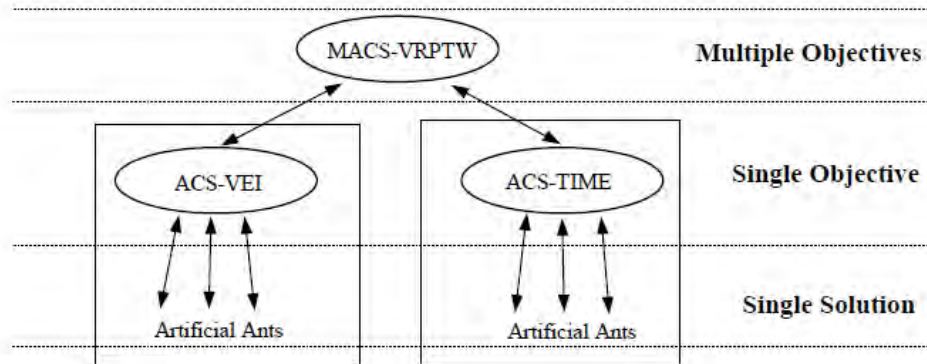 MACS-VRPTW
Multiple Objectives
ACS-VEI
ACS-TIME
Single Objective
Artificial Ants
Artificial Ants
Single Solution